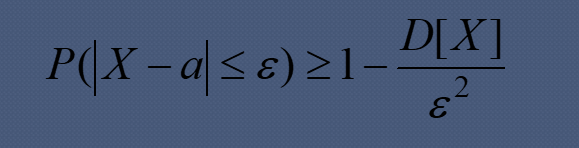 P(|X − a| ≤ ε) ≥ 1 − D[X] / ε²